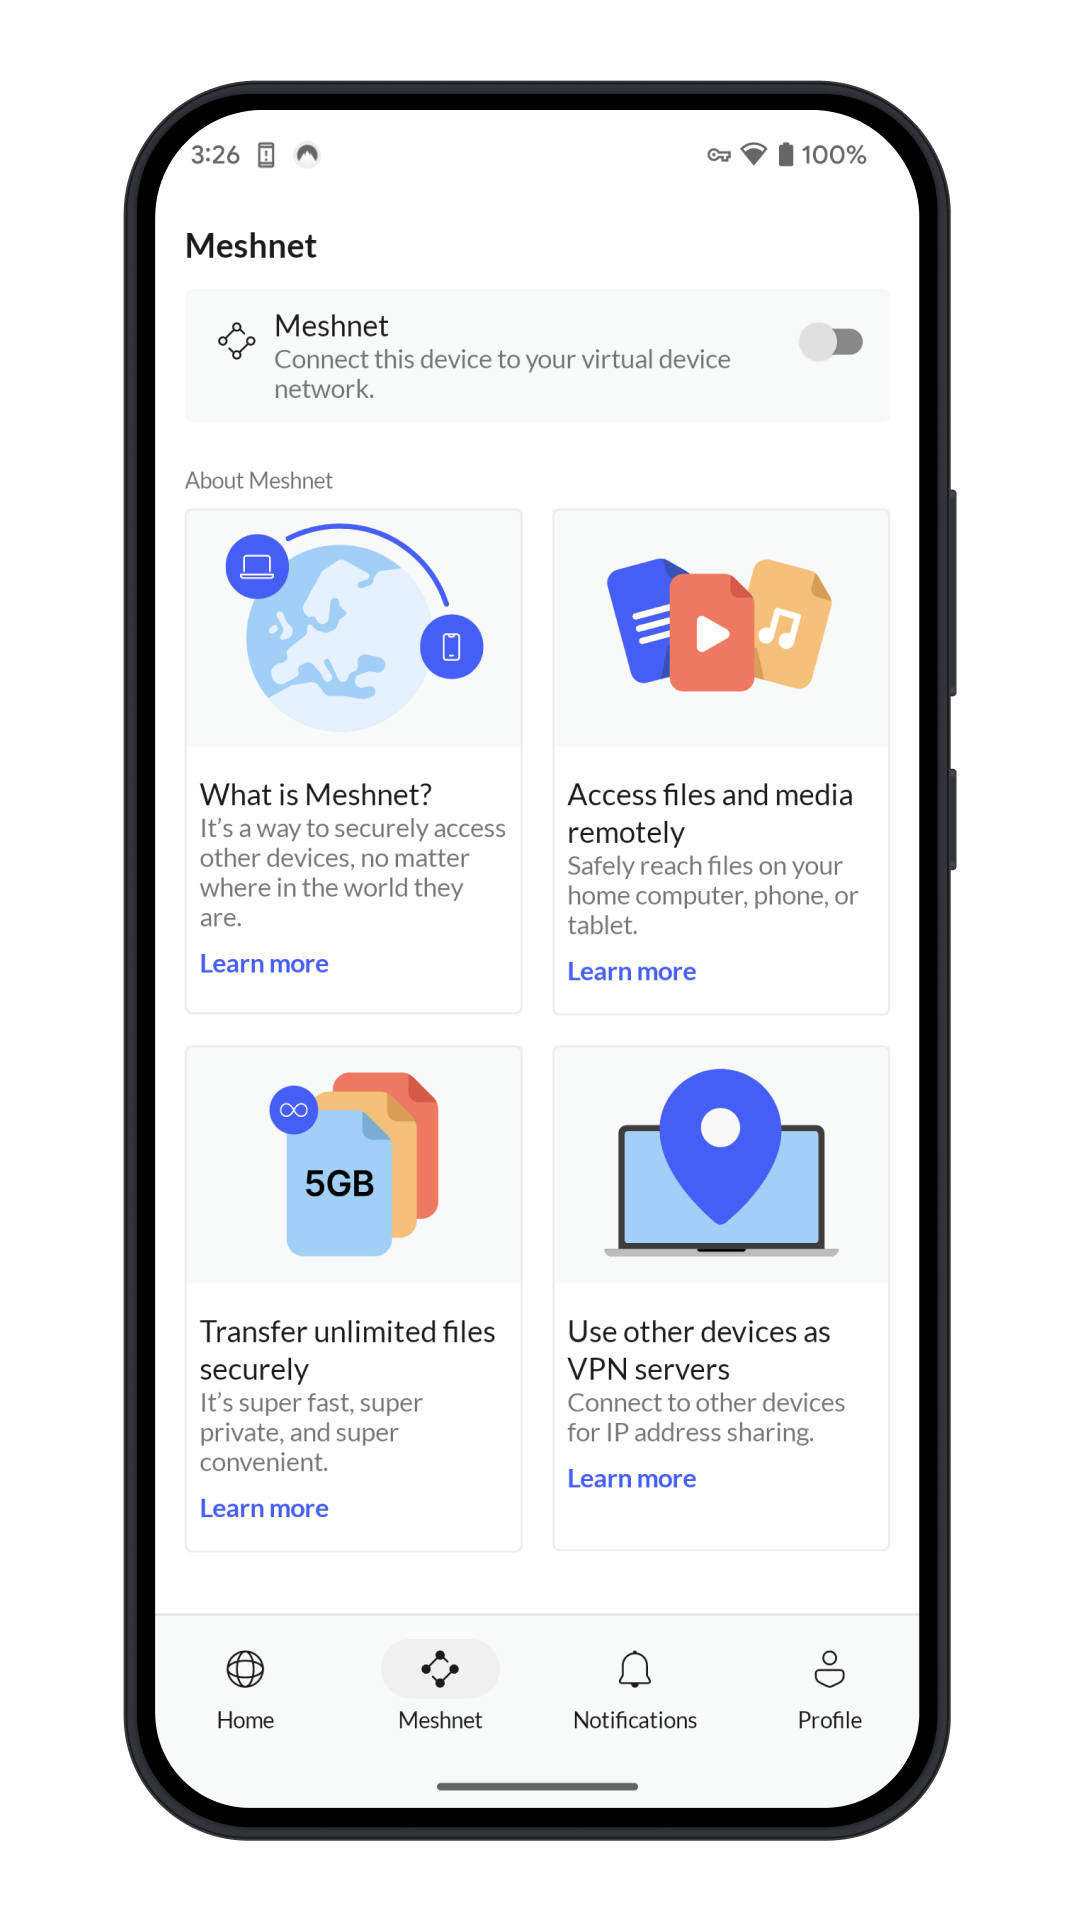 3:26
100%
Meshnet
Meshnet
Connect this device to your virtual device
network.
About Meshnet
What is Meshnet?
It’s a way to securely access
other devices, no matter
where in the world they
are.
Learn more
Access files and media
remotely
Safely reach files on your
home computer, phone, or
tablet.
Learn more
5GB
Transfer unlimited files
securely
It’s super fast, super
private, and super
convenient.
Learn more
Use other devices as
VPN servers
Connect to other devices
for IP address sharing.
Learn more
Home
Meshnet
Notifications
Profile